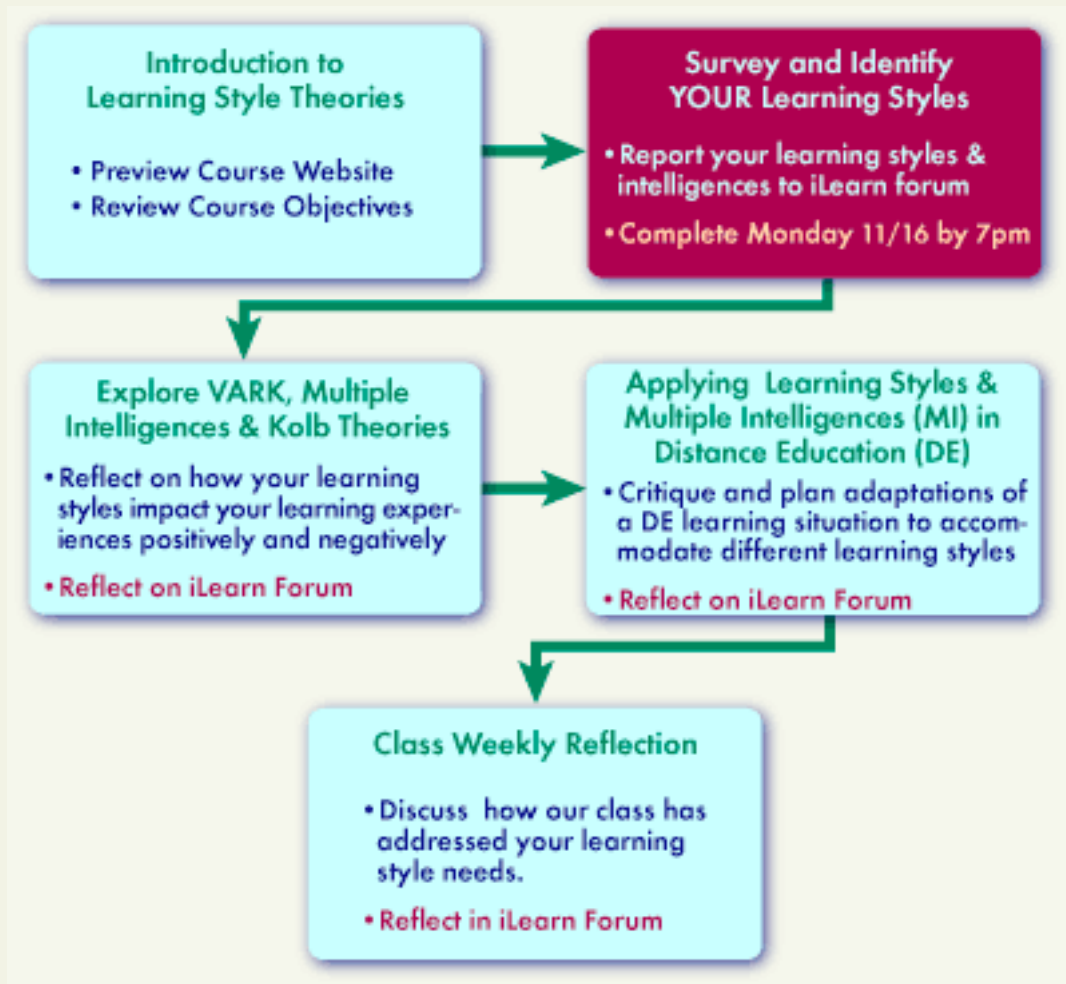 Introduction to
Learning Style Theories
• Preview Course Website
• Review Course Objectives
Survey and Identify
YOUR Learning Styles
• Report your learning styles &
intelligences to iLearn forum
• Complete Monday 11/16 by 7pm
Explore VARK, Multiple
Intelligences & Kolb Theories
• Reflect on how your learning
styles impact your learning exper-
iences positively and negatively
• Reflect on iLearn Forum
Applying Learning Styles &
Multiple Intelligences (MI) in
Distance Education (DE)
• Critique and plan adaptations of
a DE learning situation to accom-
modate different learning styles
• Reflect on iLearn Forum
Class Weekly Reflection
• Discuss how our class has
addressed your learning
style needs.
• Reflect in iLearn Forum